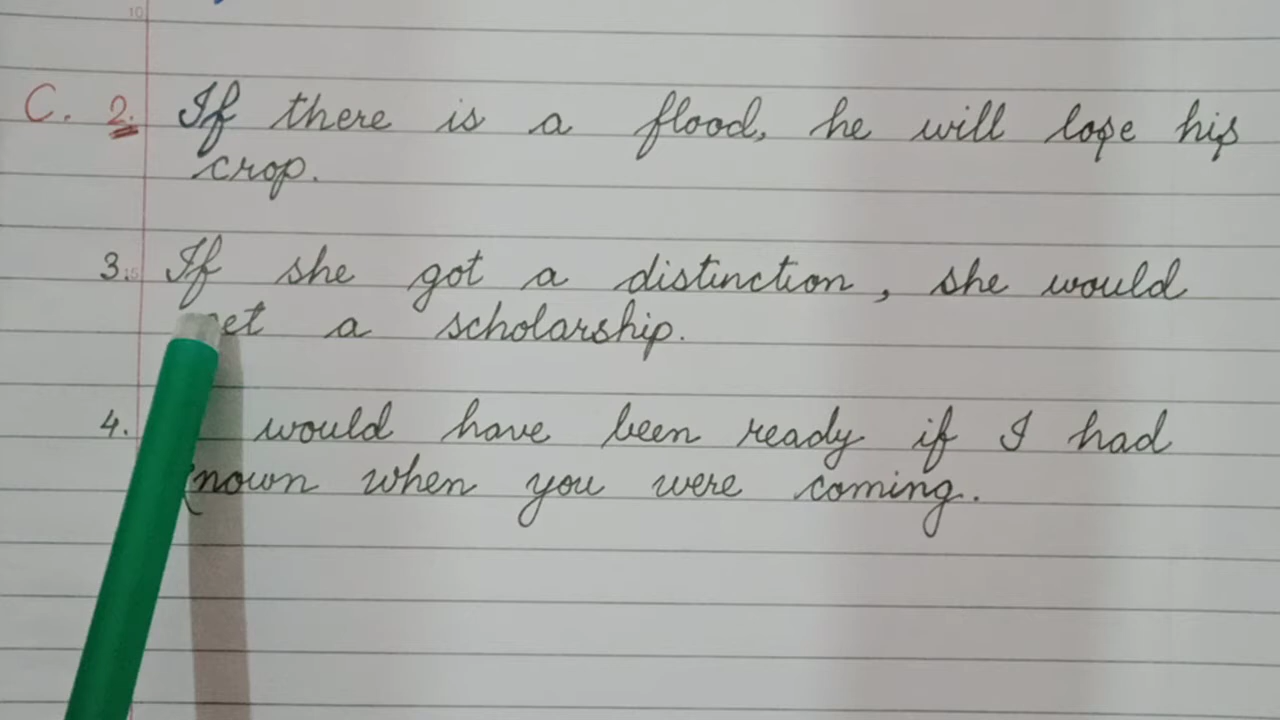 10
C. 2. If there is a flood, he will lose his
crop.
3. If she got a distinction, she would
a scholarship.
4. would have been ready if I had
when you were coming.